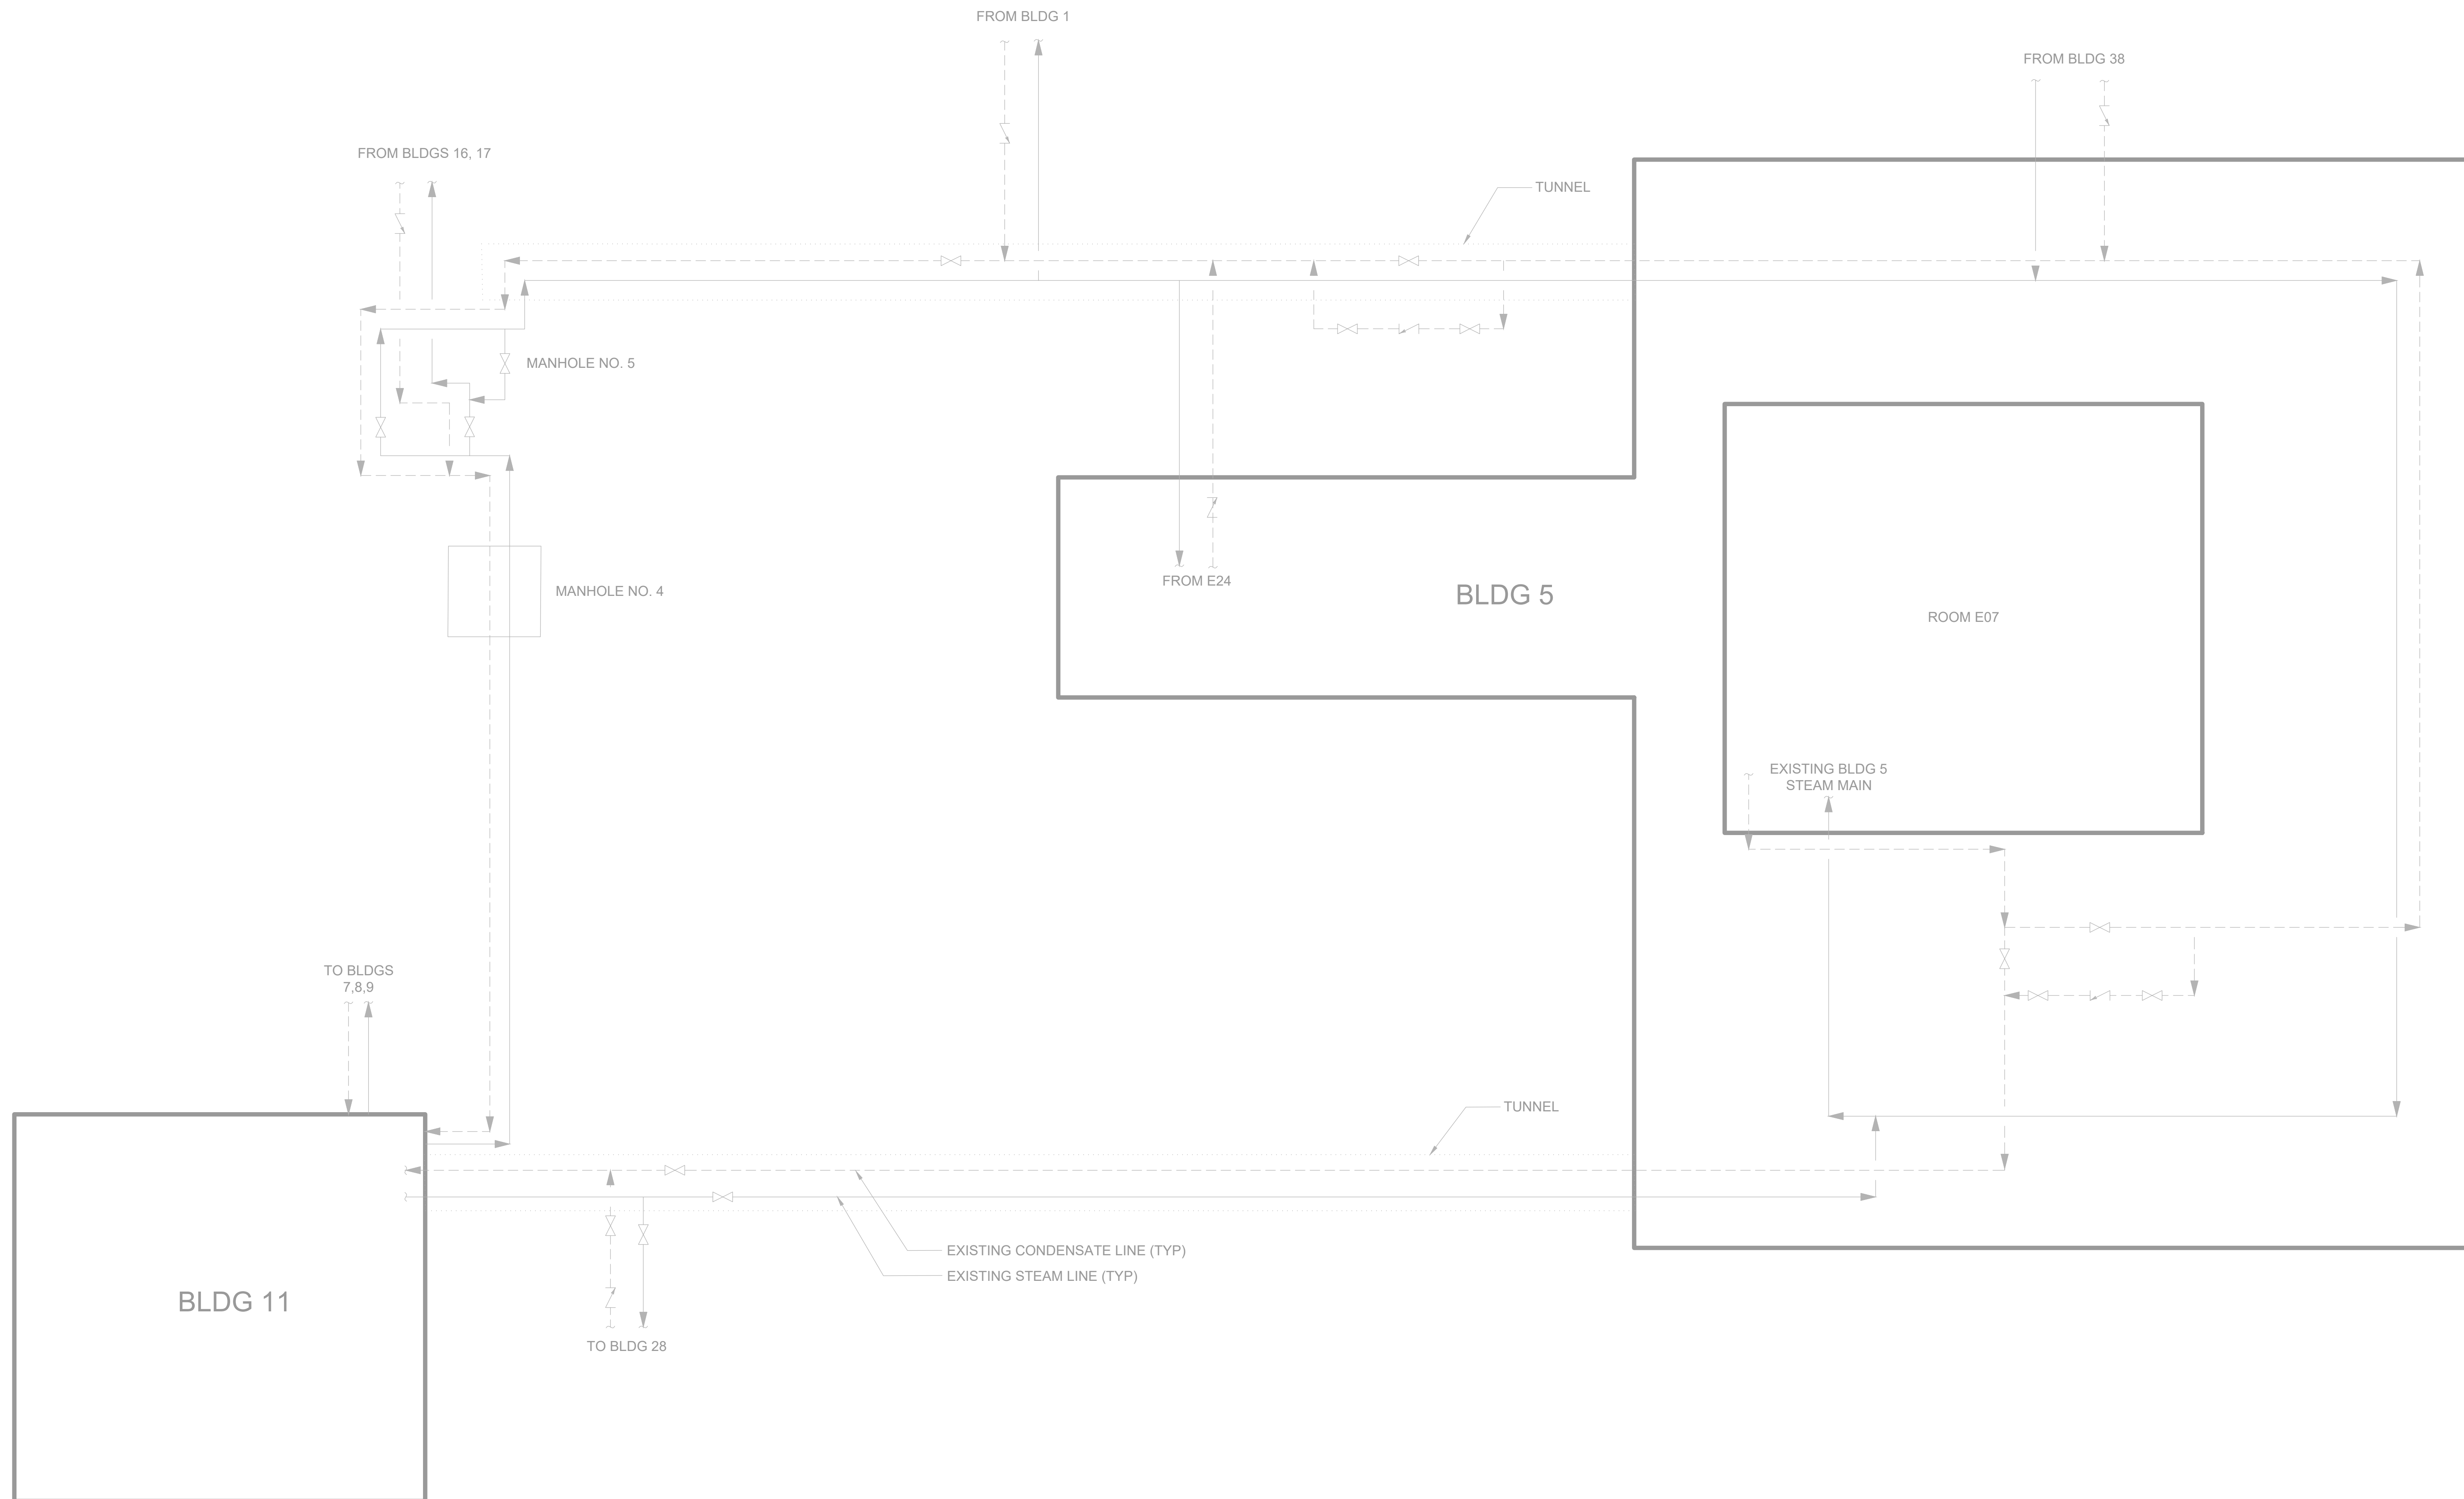 FROM BLDG 1
FROM BLDG 38
FROM BLDGS 16, 17
TUNNEL
MANHOLE NO. 5
FROM E24
BLDG 5
MANHOLE NO. 4
ROOM E07
EXISTING BLDG 5
STEAM MAIN
TO BLDGS
7,8,9
TUNNEL
EXISTING CONDENSATE LINE (TYP)
EXISTING STEAM LINE (TYP)
BLDG 11
TO BLDG 28